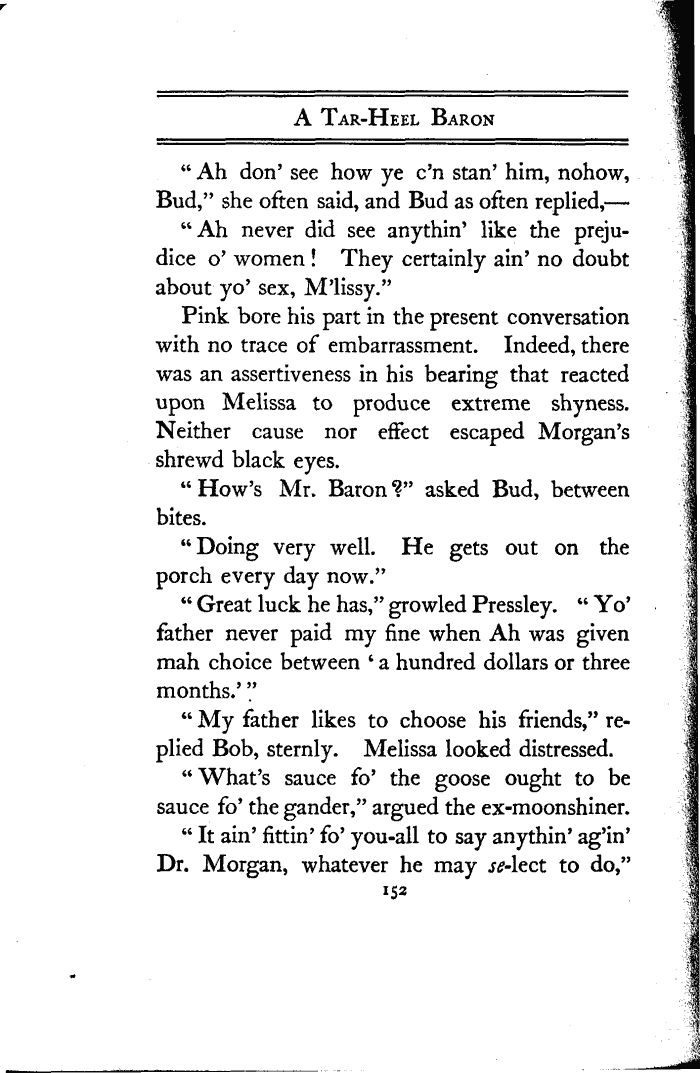 A Tar-Heel Baron
“ Ah don’ see how ye c’n stan’ him, nohow,
Bud,” she often said, and Bud as often replied,—
“ Ah never did see anythin’ like the preju-
dice o’ women ! They certainly ain’ no doubt
about yo’ sex, M’lissy.”
Pink bore his part in the present conversation
with no trace of embarrassment. Indeed, there
was an assertiveness in his bearing that reacted
upon Melissa to produce extreme shyness.
Neither cause nor effect escaped Morgan’s
shrewd black eyes.
“ How’s Mr. Baron ?” asked Bud, between
bites.
“ Doing very well. He gets out on the
porch every day now.”
“ Great luck he has,” growled Pressley. “ Yo’
father never paid my fine when Ah was given
mah choice between ‘ a hundred dollars or three
months.’ ”
“ My father likes to choose his friends,” re-
plied Bob, sternly. Melissa looked distressed.
“ What’s sauce fo’ the goose ought to be
sauce fo’ the gander,” argued the ex-moonshiner.
“ It ain’ fittin’ fo’ you-all to say anythin’ ag’in’
Dr. Morgan, whatever he may se-lect to do,”
152